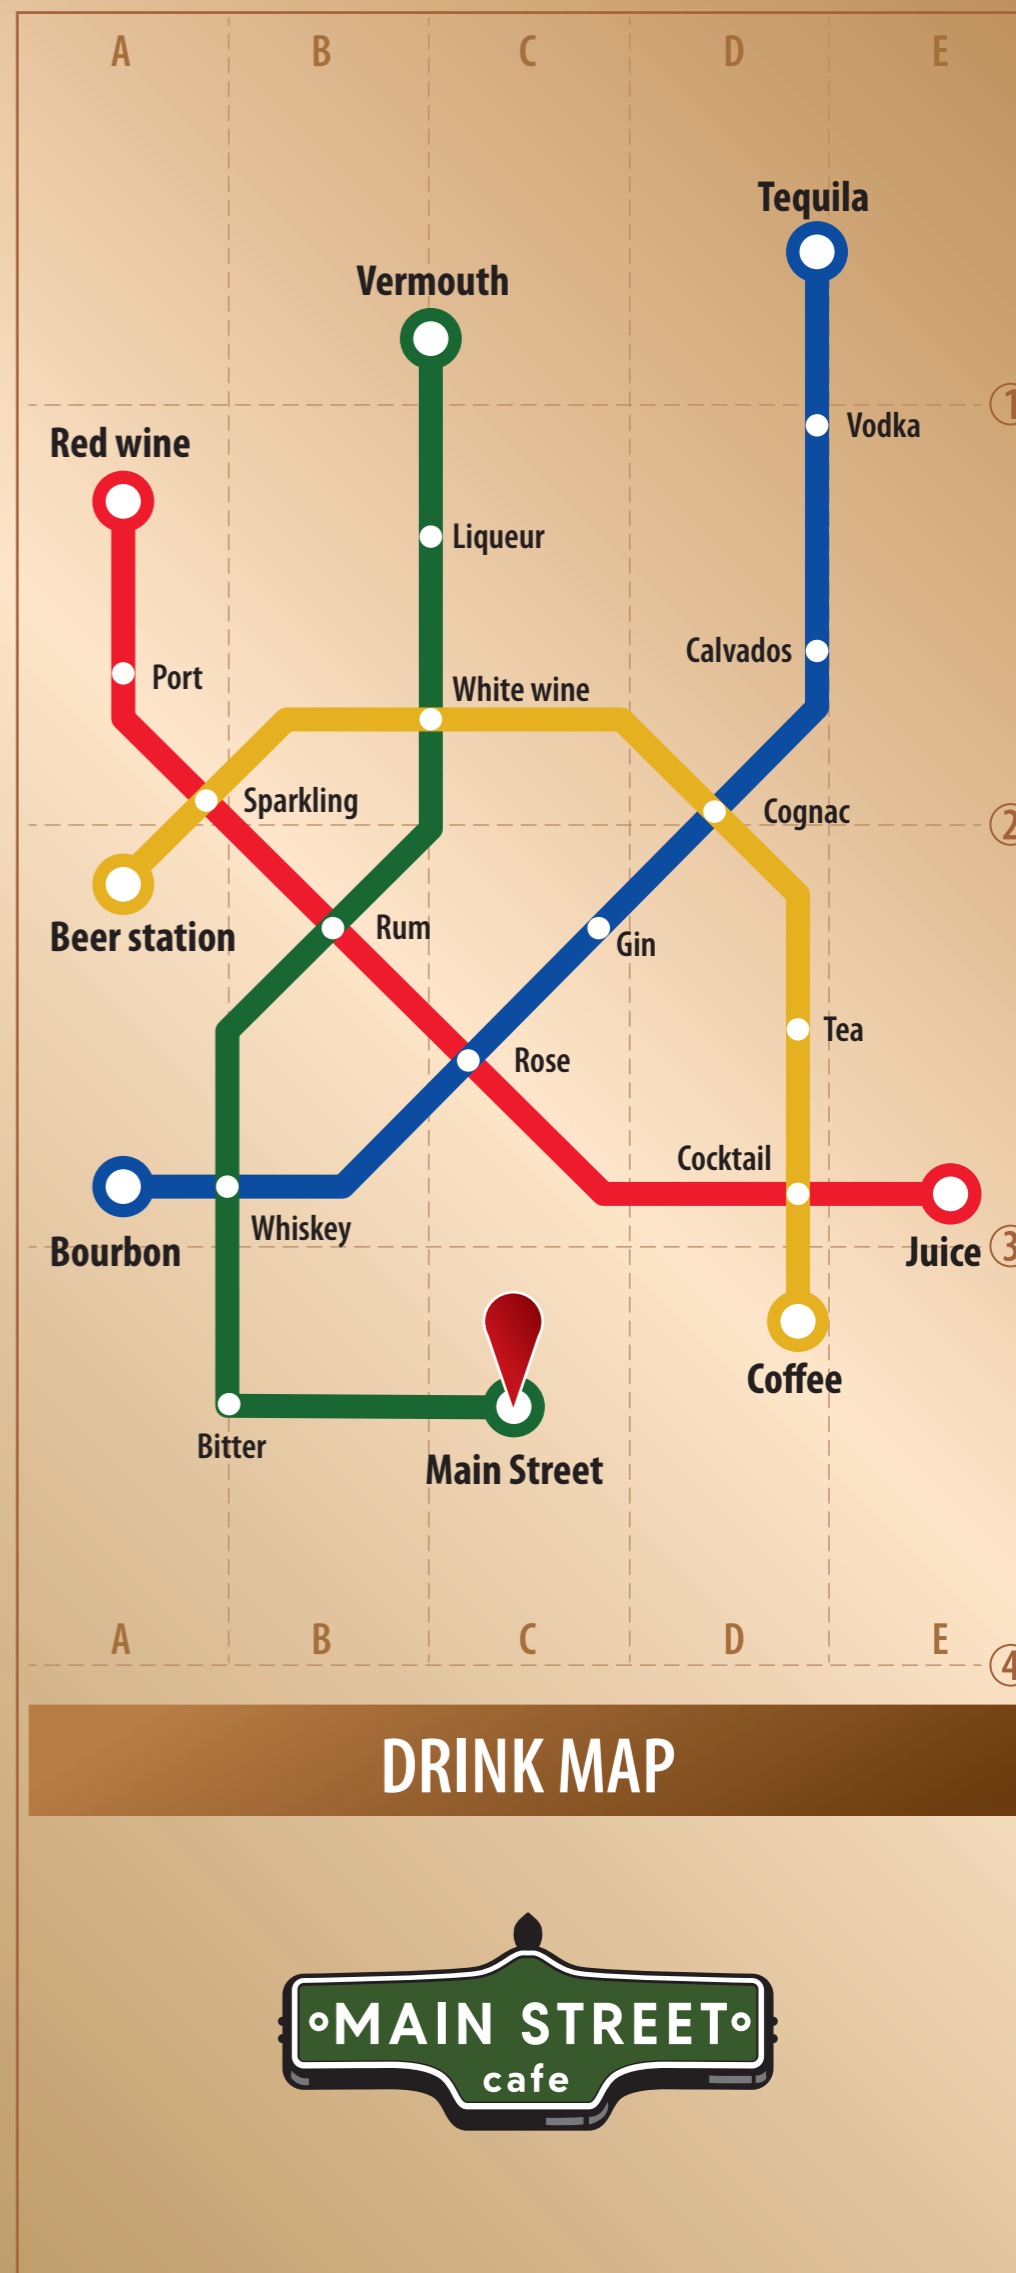 A B C D E
Tequila
Vermouth
①
Vodka
Red wine
Liqueur
Calvados
Port
White wine
Sparkling
Cognac
②
Rum
Beer station
Gin
Tea
Rose
Cocktail
Whiskey
Bourbon
Juice
③
Coffee
Bitter
Main Street
A B C D E
④
DRINK MAP
MAIN STREET
cafe